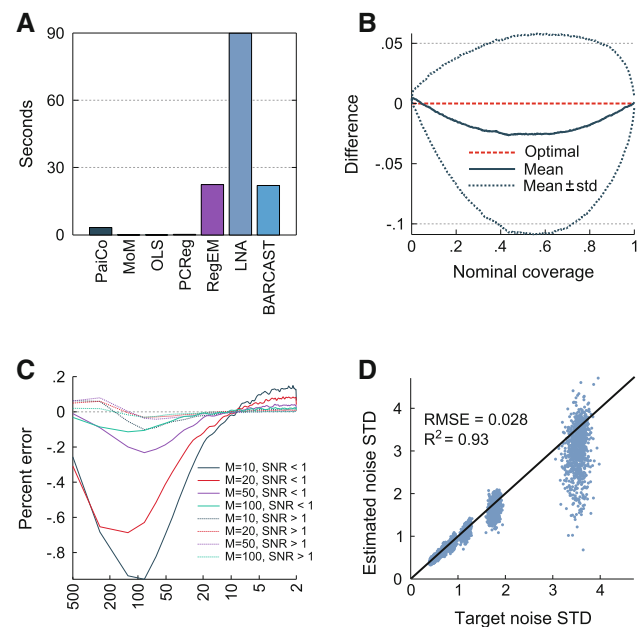 A
90
60
30
0
Seconds
PaiCo
MoM
OLS
PCReg
RegEM
LNA
BARCAST
B
.05
0
-.05
-.1
Difference
Optimal
Mean
Mean ± std
0 .2 .4 .6 .8 1
Nominal coverage
C
.2
0
-.2
-.4
-.6
-.8
Percent error
M=10, SNR < 1
M=20, SNR < 1
M=50, SNR < 1
M=100, SNR < 1
M=10, SNR > 1
M=20, SNR > 1
M=50, SNR > 1
M=100, SNR > 1
500 200 100 50 20 10 5 2
D
4
3
2
1
0
Estimated noise STD
RMSE = 0.028
R2 = 0.93
0 1 2 3 4
Target noise STD